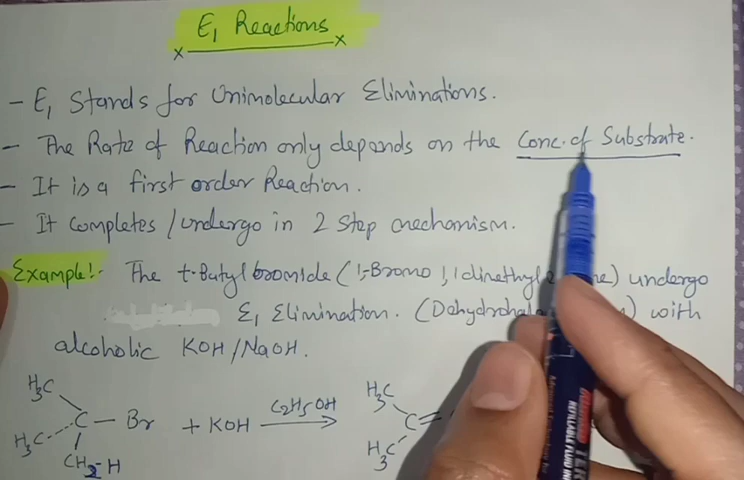 E1 Reactions
- E1 Stands for Unimolecular Eliminations.
- The Rate of Reaction only depends on the Conc. of Substrate.
- It is a first order Reaction.
- It Completes/undergo in 2 Step mechanism.
Example:- The t-Butyl bromide (1-Bromo 1,1dimethyl undergo
E1 Elimination. (Dehydrohal with
alcoholic KOH/NaOH.
H3C
C - Br + KOH C2H5OH
H3C
CH2-H
H3C
C=
H3C